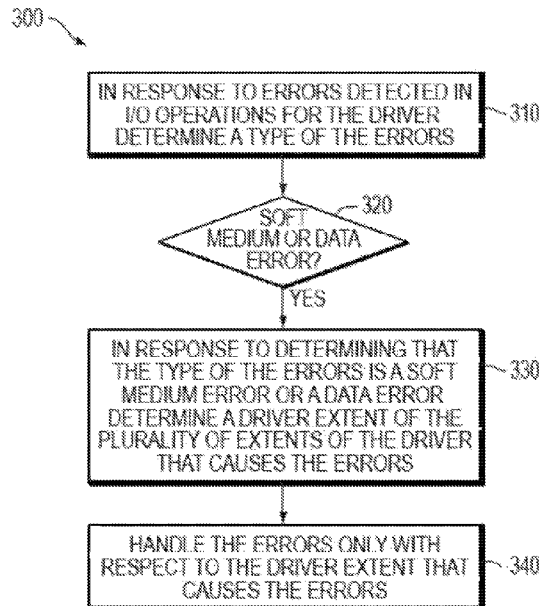 300
IN RESPONSE TO ERRORS DETECTED IN
I/O OPERATIONS FOR THE DRIVER
DETERMINE A TYPE OF THE ERRORS
310
320
SOFT
MEDIUM OR DATA
ERROR?
YES
IN RESPONSE TO DETERMINING THAT
THE TYPE OF THE ERRORS IS A SOFT
MEDIUM ERROR OR A DATA ERROR
DETERMINE A DRIVER EXTENT OF THE
PLURALITY OF EXTENTS OF THE DRIVER
THAT CAUSES THE ERRORS
330
HANDLE THE ERRORS ONLY WITH
RESPECT TO THE DRIVER EXTENT THAT
CAUSES THE ERRORS
340